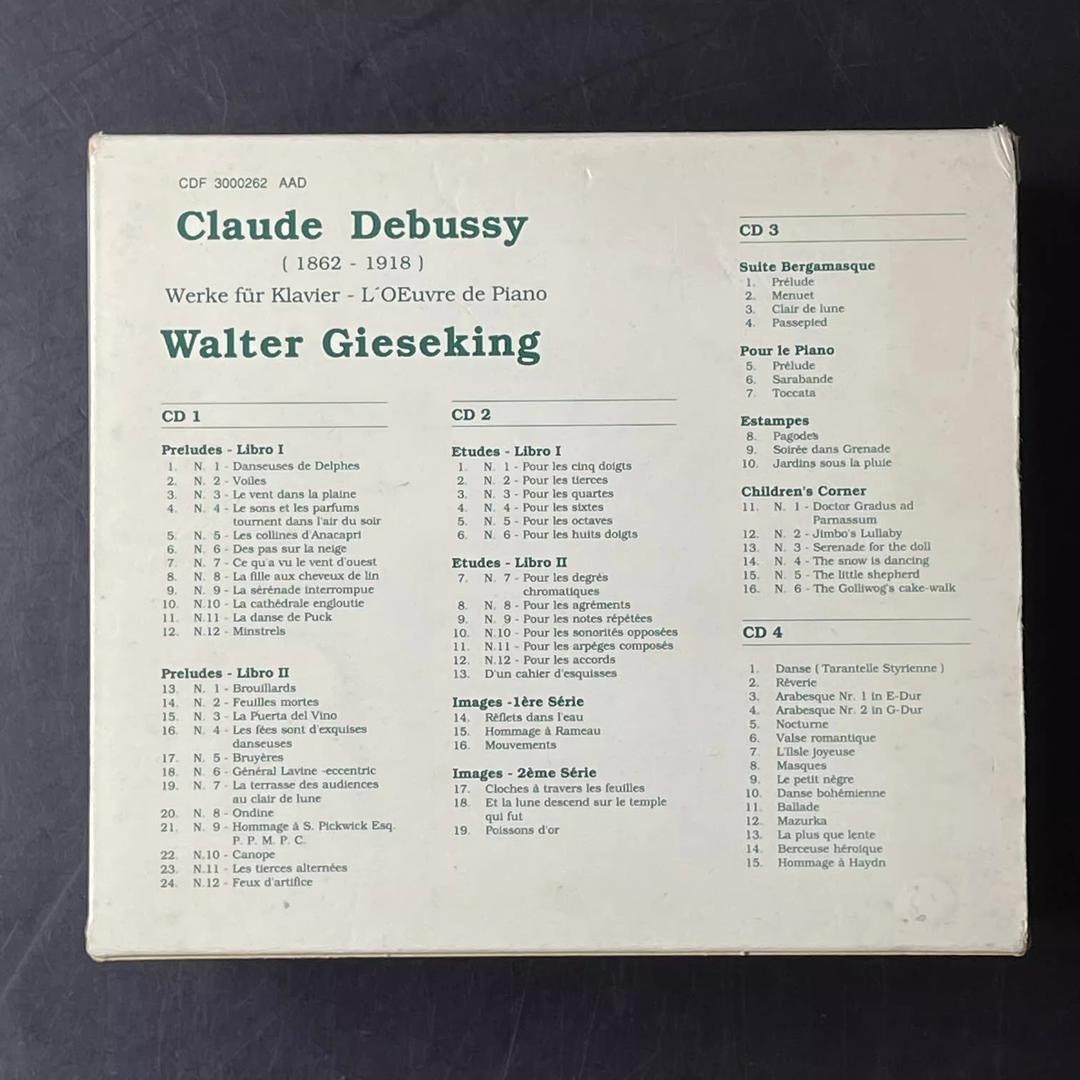 CDF 3000262 AAD
Claude Debussy
( 1862 - 1918 )
Werke für Klavier - L´OEuvre de Piano
Walter Gieseking
CD 1
Preludes - Libro I
1. N. 1 - Danseuses de Delphes
2. N. 2 - Voiles
3. N. 3 - Le vent dans la plaine
4. N. 4 - Le sons et les parfums
tournent dans l'air du soir
5. N. 5 - Les collines d'Anacapri
6. N. 6 - Des pas sur la neige
7. N. 7 - Ce qu'a vu le vent d'ouest
8. N. 8 - La fille aux cheveux de lin
9. N. 9 - La sérénade interrompue
10. N.10 - La cathédrale engloutie
11. N.11 - La danse de Puck
12. N.12 - Minstrels
Preludes - Libro II
13. N. 1 - Brouillards
14. N. 2 - Feuilles mortes
15. N. 3 - La Puerta del Vino
16. N. 4 - Les fées sont d'exquises
danseuses
17. N. 5 - Bruyères
18. N. 6 - Général Lavine -eccentric
19. N. 7 - La terrasse des audiences
au clair de lune
20. N. 8 - Ondine
21. N. 9 - Hommage à S. Pickwick Esq.
P. P. M. P. C.
22. N.10 - Canope
23. N.11 - Les tierces alternées
24. N.12 - Feux d'artifice
CD 2
Etudes - Libro I
1. N. 1 - Pour les cinq doigts
2. N. 2 - Pour les tierces
3. N. 3 - Pour les quartes
4. N. 4 - Pour les sixtes
5. N. 5 - Pour les octaves
6. N. 6 - Pour les huits doigts
Etudes - Libro II
7. N. 7 - Pour les degrés
chromatiques
8. N. 8 - Pour les agréments
9. N. 9 - Pour les notes répétées
10. N.10 - Pour les sonorités opposées
11. N.11 - Pour les arpèges composés
12. N.12 - Pour les accords
13. D'un cahier d'esquisses
Images -1ère Série
14. Réflets dans l'eau
15. Hommage à Rameau
16. Mouvements
Images - 2ème Série
17. Cloches à travers les feuilles
18. Et la lune descend sur le temple
qui fut
19. Poissons d'or
CD 3
Suite Bergamasque
1. Prélude
2. Menuet
3. Clair de lune
4. Passepied
Pour le Piano
5. Prélude
6. Sarabande
7. Toccata
Estampes
8. Pagodes
9. Soirée dans Grenade
10. Jardins sous la pluie
Children's Corner
11. N. 1 - Doctor Gradus ad
Parnassum
12. N. 2 - Jimbo's Lullaby
13. N. 3 - Serenade for the doll
14. N. 4 - The snow is dancing
15. N. 5 - The little shepherd
16. N. 6 - The Golliwog's cake-walk
CD 4
1. Danse ( Tarantelle Styrienne )
2. Rêverie
3. Arabesque Nr. 1 in E-Dur
4. Arabesque Nr. 2 in G-Dur
5. Nocturne
6. Valse romantique
7. L'Iisle joyeuse
8. Masques
9. Le petit nègre
10. Danse bohémienne
11. Ballade
12. Mazurka
13. La plus que lente
14. Berceuse héroïque
15. Hommage à Haydn